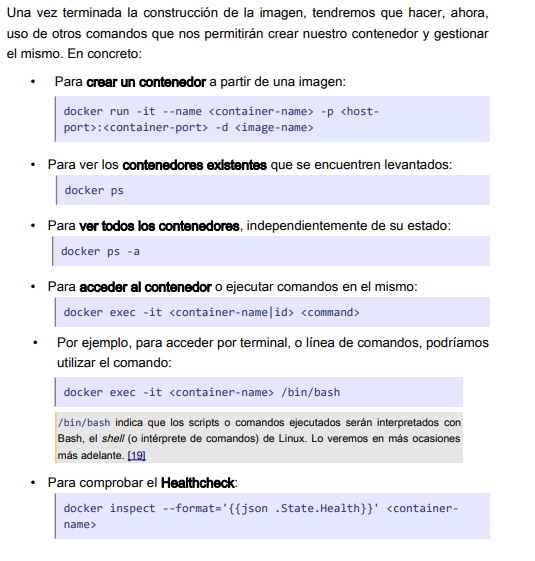 Una vez terminada la construcción de la imagen, tendremos que hacer, ahora,
uso de otros comandos que nos permitirán crear nuestro contenedor y gestionar
el mismo. En concreto:
• Para crear un contenedor a partir de una imagen:
docker run -it --name <container-name> -p <host-
port>:<container-port> -d <image-name>
• Para ver los contenedores existentes que se encuentren levantados:
docker ps
• Para ver todos los contenedores, independientemente de su estado:
docker ps -a
• Para acceder al contenedor o ejecutar comandos en el mismo:
docker exec -it <container-name|id> <command>
• Por ejemplo, para acceder por terminal, o línea de comandos, podríamos
utilizar el comando:
docker exec -it <container-name> /bin/bash
/bin/bash indica que los scripts o comandos ejecutados serán interpretados con
Bash, el shell (o intérprete de comandos) de Linux. Lo veremos en más ocasiones
más adelante. [19]
• Para comprobar el Healthcheck:
docker inspect --format='{{json .State.Health}}' <container-
name>